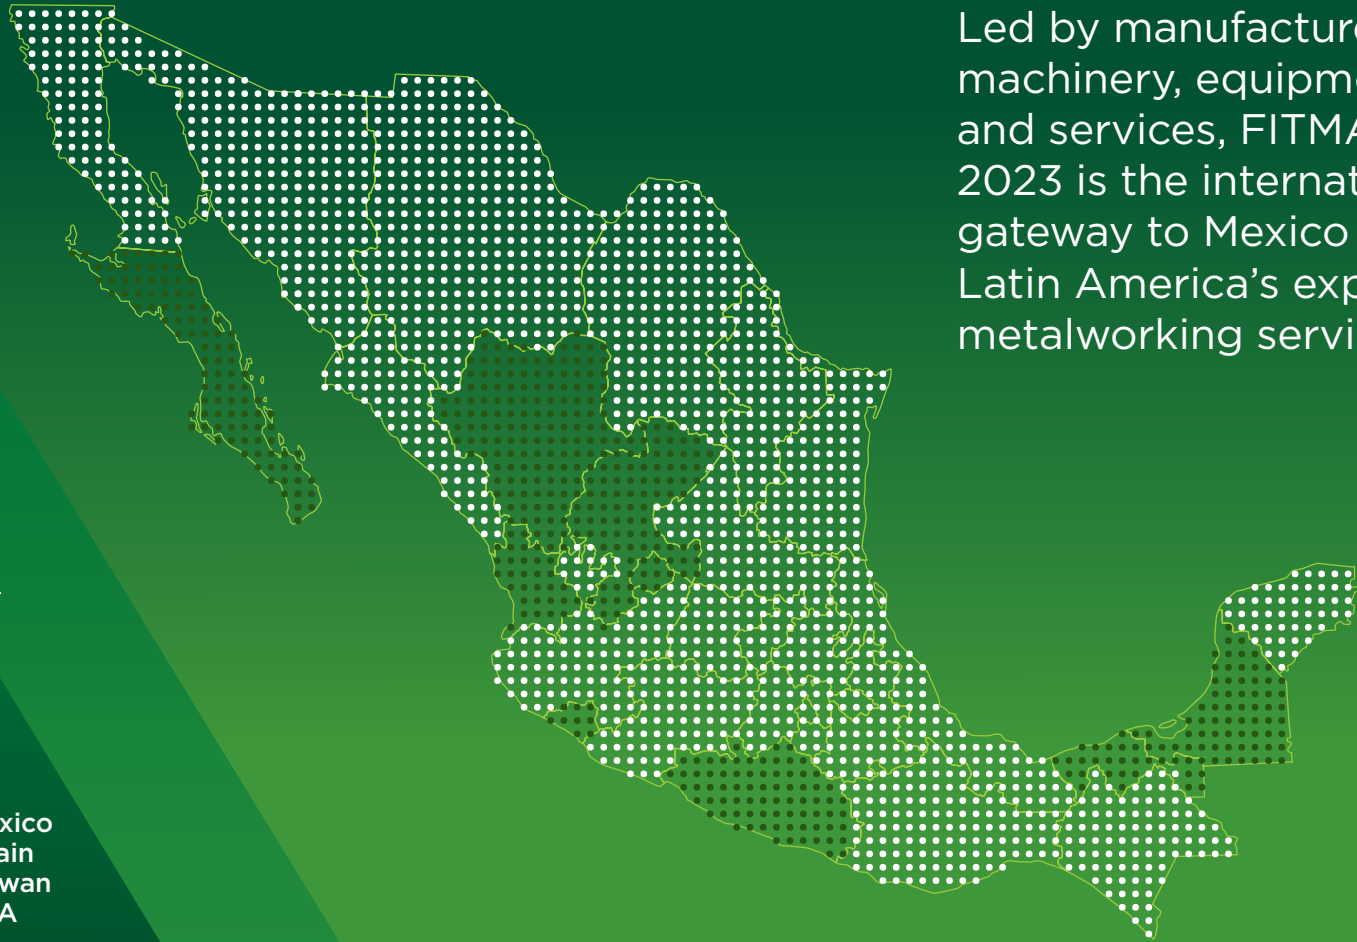 Led by manufactur
machinery, equipm
and services, FITMA
2023 is the internat
gateway to Mexico
Latin America's exp
metalworking servi
xico
ain
wan
A